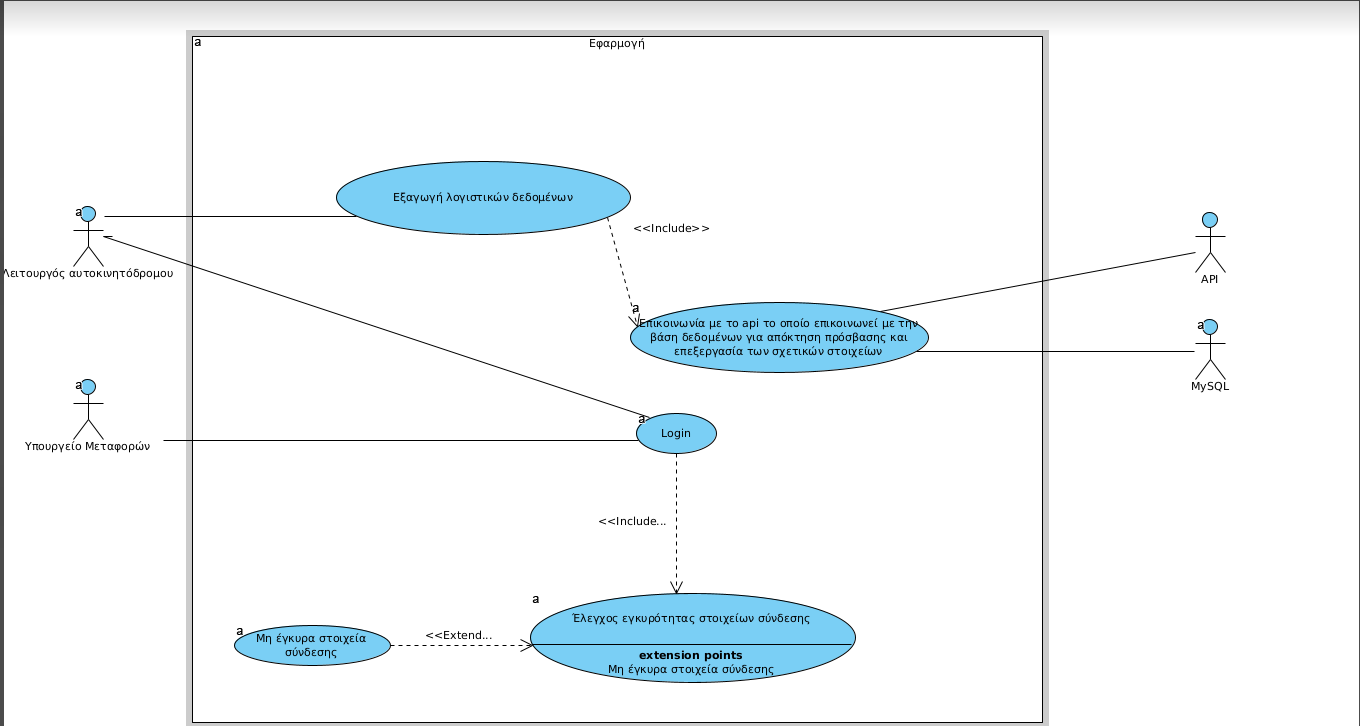 a
Εφαρμογή
Εξαγωγή λογιστικών δεδομένων
a
Λειτουργός αυτοκινητόδρομου
<<Include>>
API
a
Επικοινωνία με το api το οποίο επικοινωνεί με την
βάση δεδομένων για απόκτηση πρόσβασης και
επεξεργασία των σχετικών στοιχείων
a
MySQL
a
Υπουργείο Μεταφορών
a
Login
<<Include...
a
Έλεγχος εγκυρότητας στοιχείων σύνδεσης
extension points
Μη έγκυρα στοιχεία σύνδεσης
a
Μη έγκυρα στοιχεία
σύνδεσης
<<Extend...